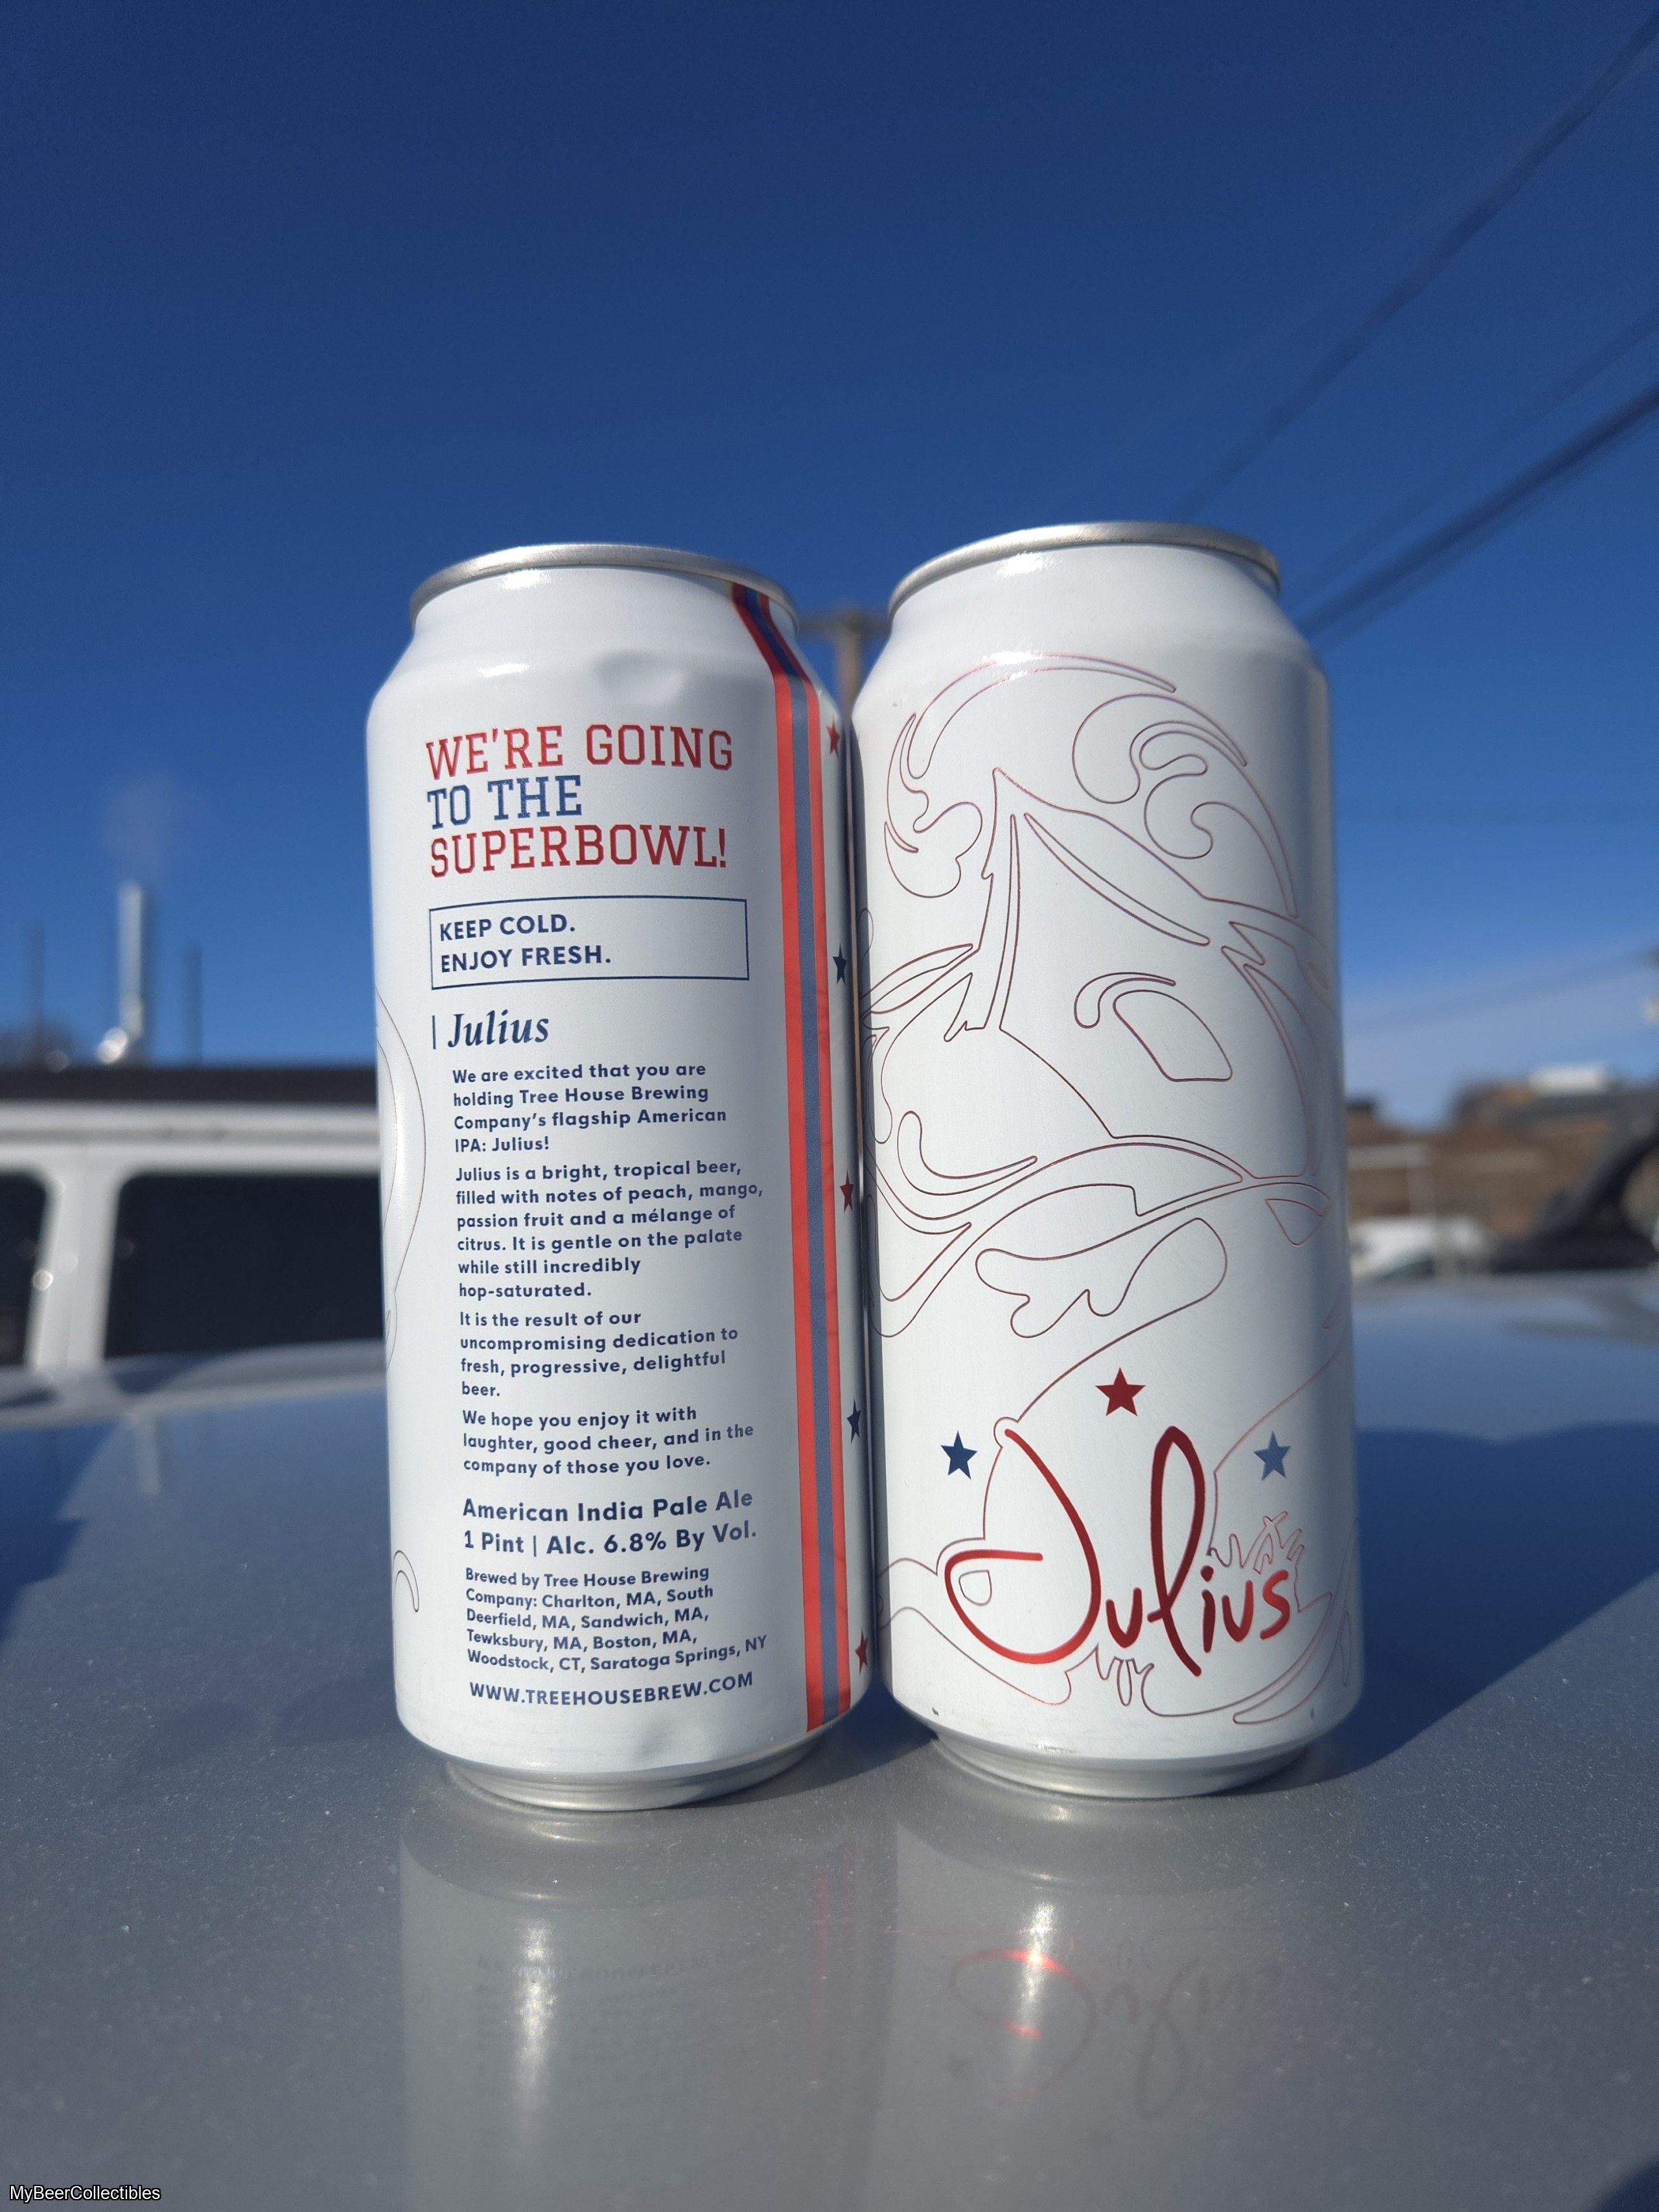 WE'RE GOING
TO THE
SUPERBOWL!
KEEP COLD.
ENJOY FRESH.
| Julius
We are excited that you are
holding Tree House Brewing
Company's flagship American
IPA: Julius!
Julius is a bright, tropical beer,
filled with notes of peach, mango,
passion fruit and a mélange of
citrus. It is gentle on the palate
while still incredibly
hop-saturated.
It is the result of our
uncompromising dedication to
fresh, progressive, delightful
beer.
We hope you enjoy it with
laughter, good cheer, and in the
company of those you love.
American India Pale Ale
1 Pint | Alc. 6.8% By Vol.
Brewed by Tree House Brewing
Company: Charlton, MA, South
Deerfield, MA, Sandwich, MA,
Tewksbury, MA, Boston, MA,
Woodstock, CT, Saratoga Springs, NY
WWW.TREEHOUSEBREW.COM
Julius
MyBeerCollectibles